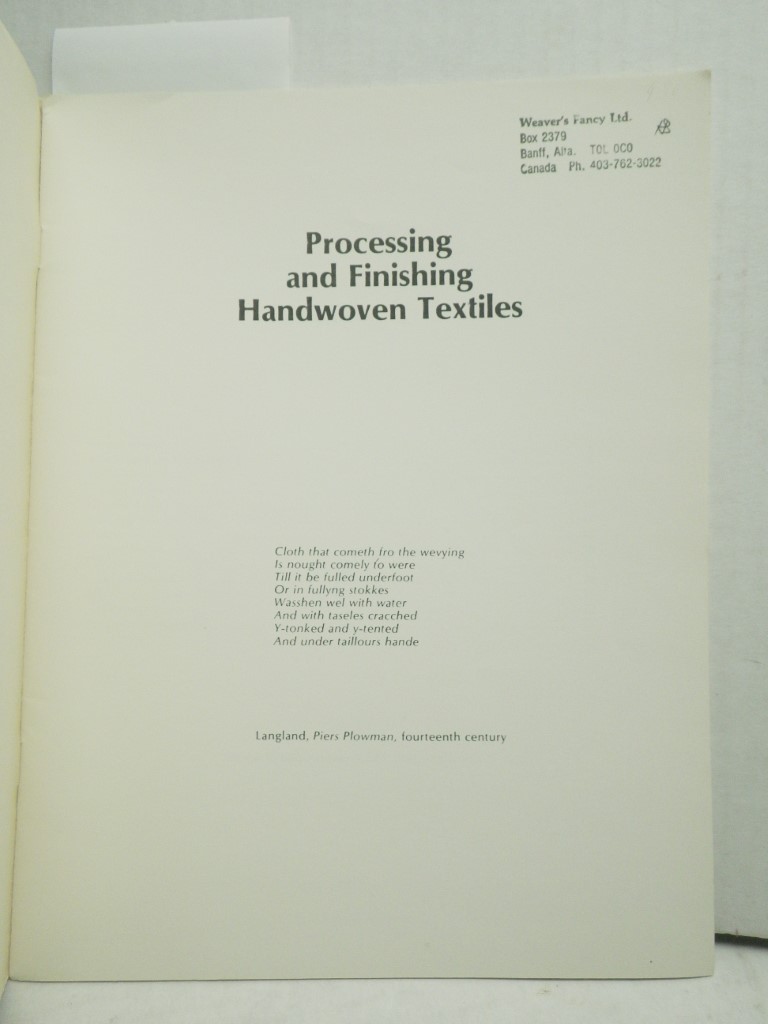 Weaver's Fancy Ltd.
Box 2379
Banff, Alta. T0L 0C0
Canada Ph. 403-762-3022
Processing
and Finishing
Handwoven Textiles
Cloth that cometh fro the wevying
Is nought comely to were
Till it be fulled underfoot
Or in fullyng stokkes
Wasshen wel with water
And with taseles cracched
Y-tonked and y-tented
And under taillours hande
Langland, Piers Plowman, fourteenth century